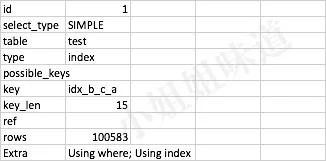 id 1
select_type SIMPLE
table test
type index
possible_keys
key idx_b_c_a
key_len 15
ref
rows 100583
Extra Using where; Using index
小姐姐味道